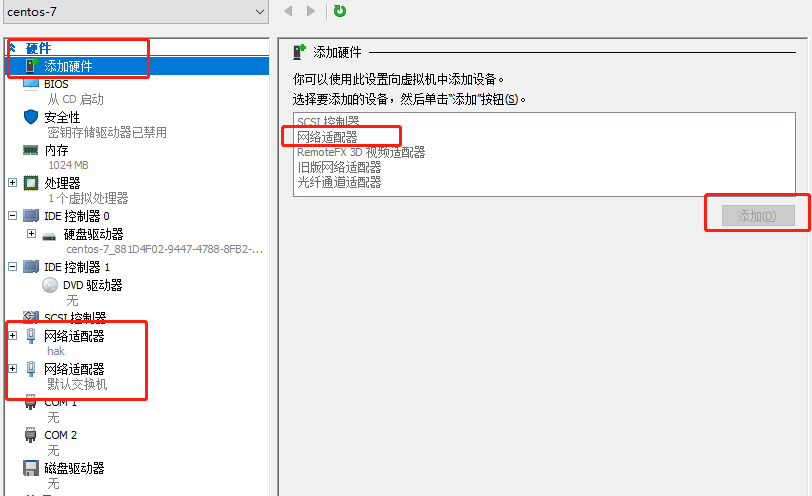 centos-7
硬件
添加硬件
BIOS
从 CD 启动
安全性
密钥存储驱动器已禁用
内存
1024 MB
处理器
1 个虚拟处理器
IDE 控制器 0
硬盘驱动器
centos-7_881D4F02-9447-4788-8FB2-...
IDE 控制器 1
DVD 驱动器
无
SCSI 控制器
网络适配器
hak
网络适配器
默认交换机
COM 1
无
COM 2
无
磁盘驱动器
无
添加硬件
你可以使用此设置向虚拟机中添加设备。
选择要添加的设备，然后单击“添加”按钮(S)。
SCSI 控制器
网络适配器
RemoteFX 3D 视频适配器
旧版网络适配器
光纤通道适配器
添加(D)